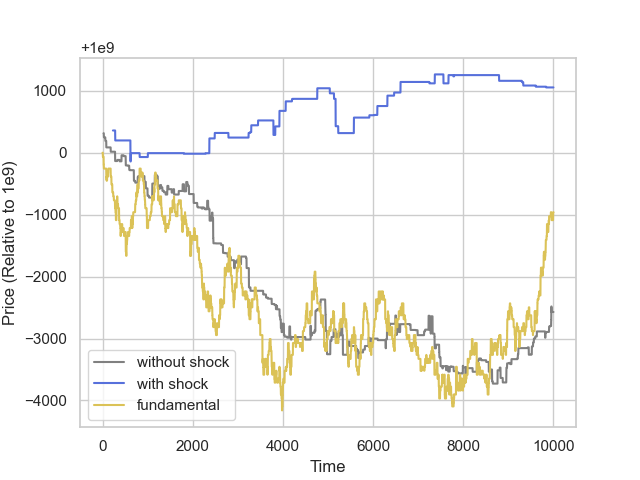 +1e9
Price (Relative to 1e9)
1000
0
−1000
−2000
−3000
−4000
without shock
with shock
fundamental
0 2000 4000 6000 8000 10000
Time